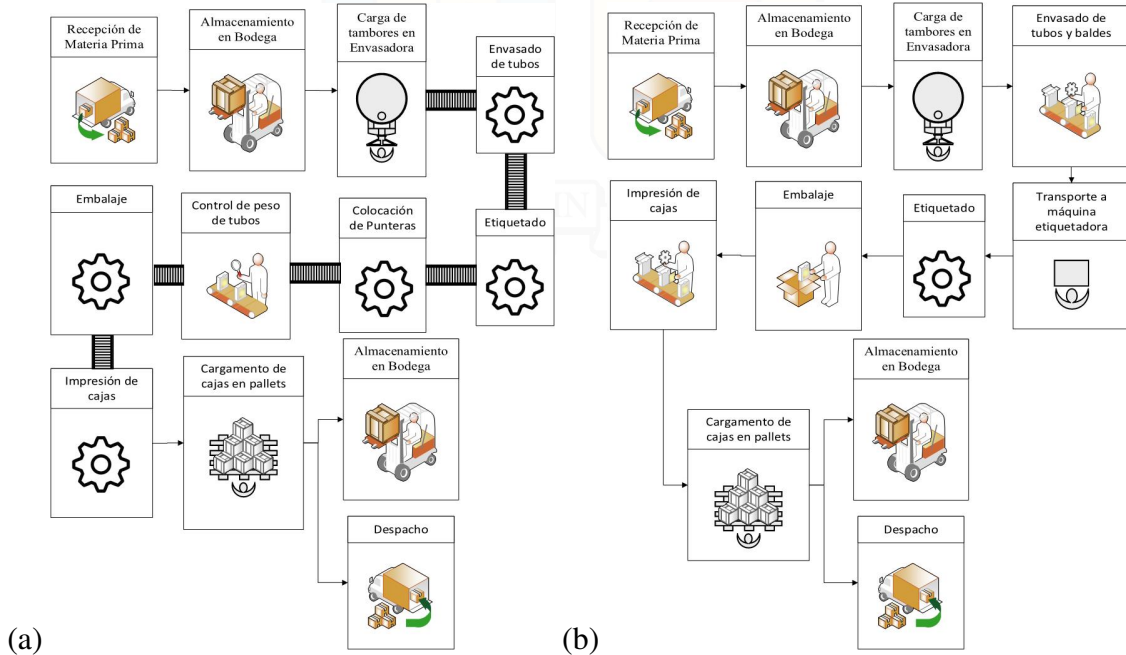 Recepción de
Materia Prima
Almacenamiento
en Bodega
Carga de
tambores en
Envasadora
Envasado
de tubos
Embalaje
Control de peso
de tubos
Colocación
de Punteras
Etiquetado
Impresión de
cajas
Cargamento de
cajas en pallets
Almacenamiento
en Bodega
Despacho
(a)
Recepción de
Materia Prima
Almacenamiento
en Bodega
Carga de
tambores en
Envasadora
Envasado de
tubos y baldes
Impresión de
cajas
Embalaje
Etiquetado
Transporte a
máquina
etiquetadora
Almacenamiento
en Bodega
Cargamento de
cajas en pallets
Despacho
(b)